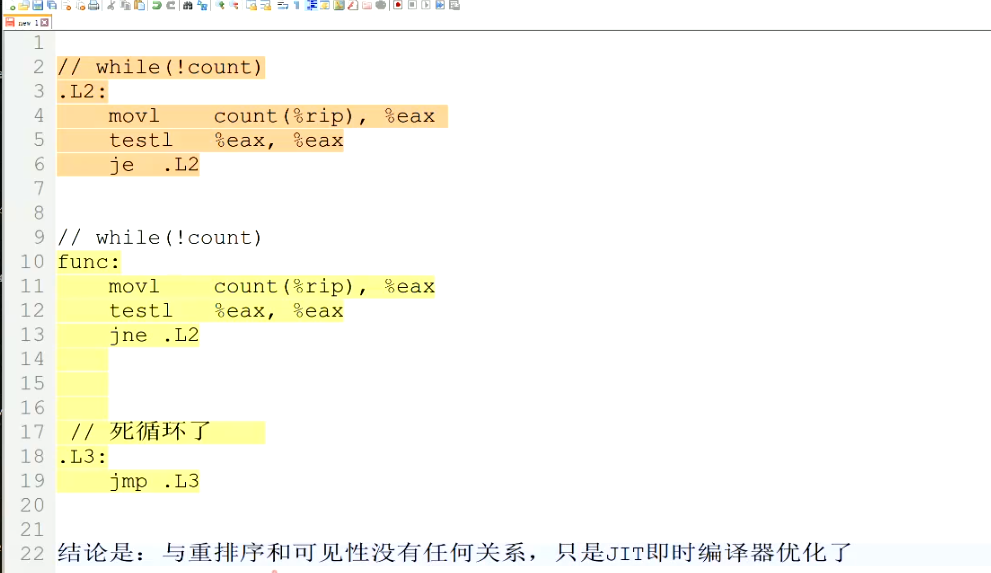 new 1
1
2 // while(!count)
3 .L2:
4 movl count(%rip), %eax
5 testl %eax, %eax
6 je .L2
7
8
9 // while(!count)
10 func:
11 movl count(%rip), %eax
12 testl %eax, %eax
13 jne .L2
14
15
16
17 // 死循环了
18 .L3:
19 jmp .L3
20
21
22 结论是：与重排序和可见性没有任何关系，只是JIT即时编译器优化了